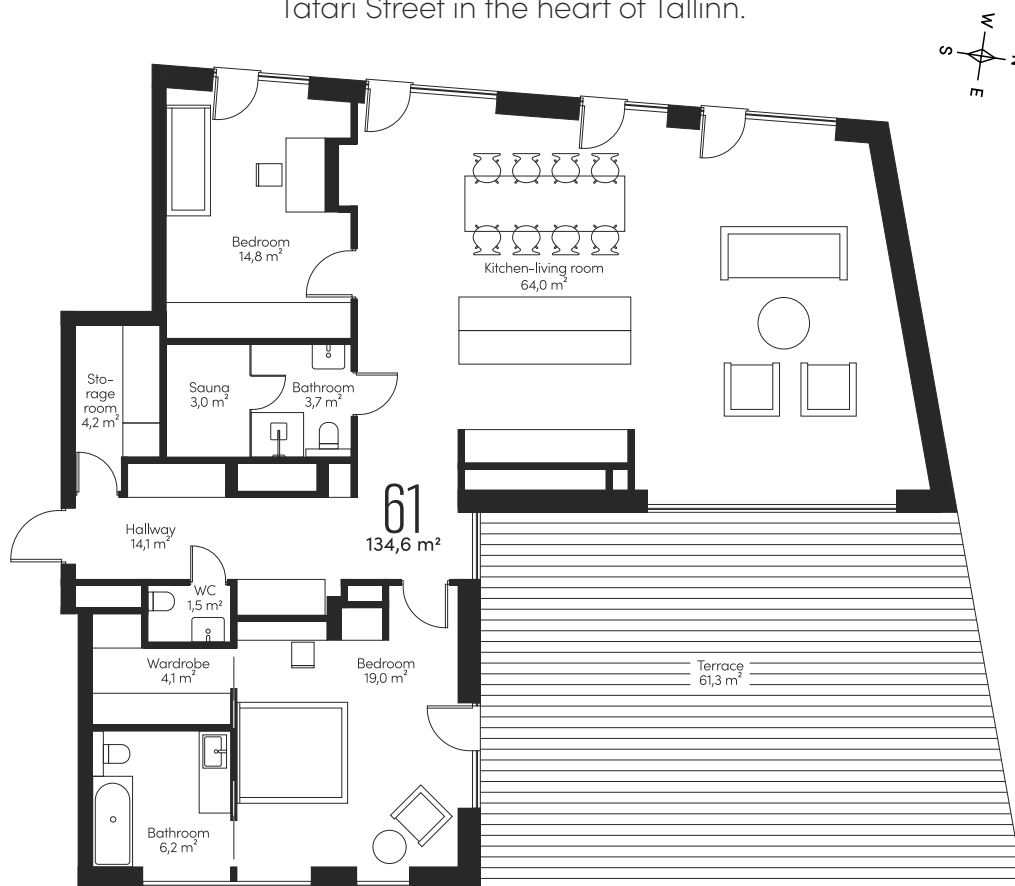 Tatari Street in the heart of Tallinn.
W
S
N
E
Bedroom
14,8 m²
Kitchen-living room
64,0 m²
Sto-
rage
room
4,2 m²
Sauna
3,0 m²
Bathroom
3,7 m²
61
134,6 m²
Hallway
14,1 m²
WC
1,5 m²
Wardrobe
4,1 m²
Bedroom
19,0 m²
Terrace
61,3 m²
Bathroom
6,2 m²